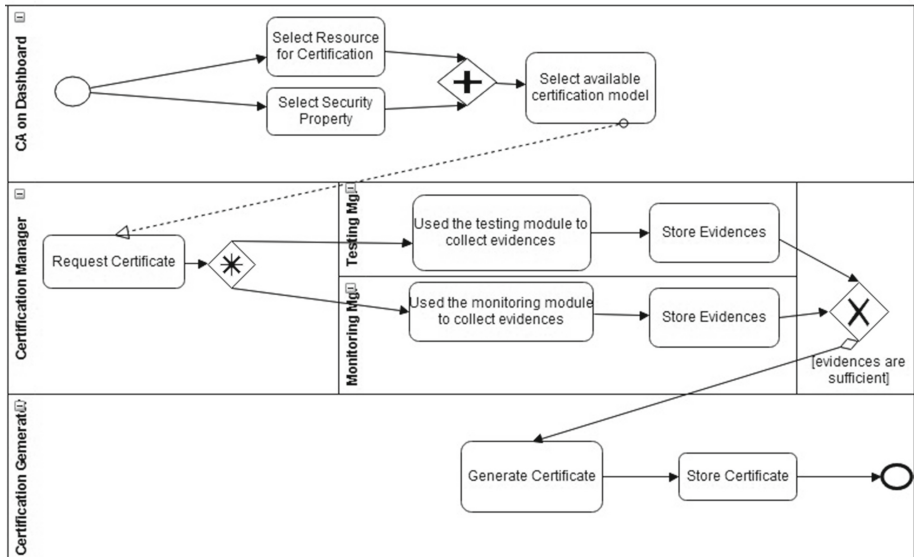 CA on Dashboard
Select Resource
for Certification
Select Security
Property
Select available
certification model
Certification Manager
Request Certificate
Testing Mg.
Used the testing module to
collect evidences
Store Evidences
Monitoring Mg.
Used the monitoring module
to collect evidences
Store Evidences
[evidences are
sufficient]
Certification Gemerat
Generate Certificate
Store Certificate